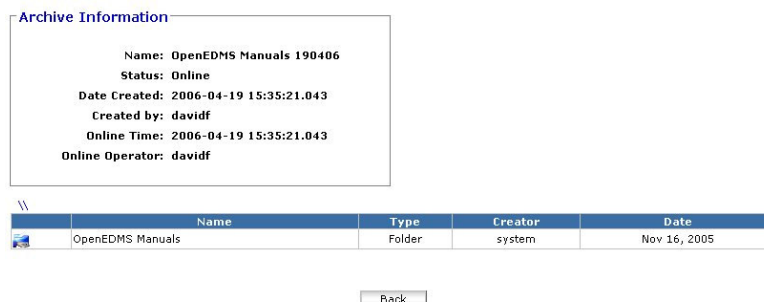 Archive Information
Name: OpenEDMS Manuals 190406
Status: Online
Date Created: 2006-04-19 15:35:21.043
Created by: davidf
Online Time: 2006-04-19 15:35:21.043
Online Operator: davidf
\\
Name Type Creator Date
OpenEDMS Manuals Folder system Nov 16, 2005
Back